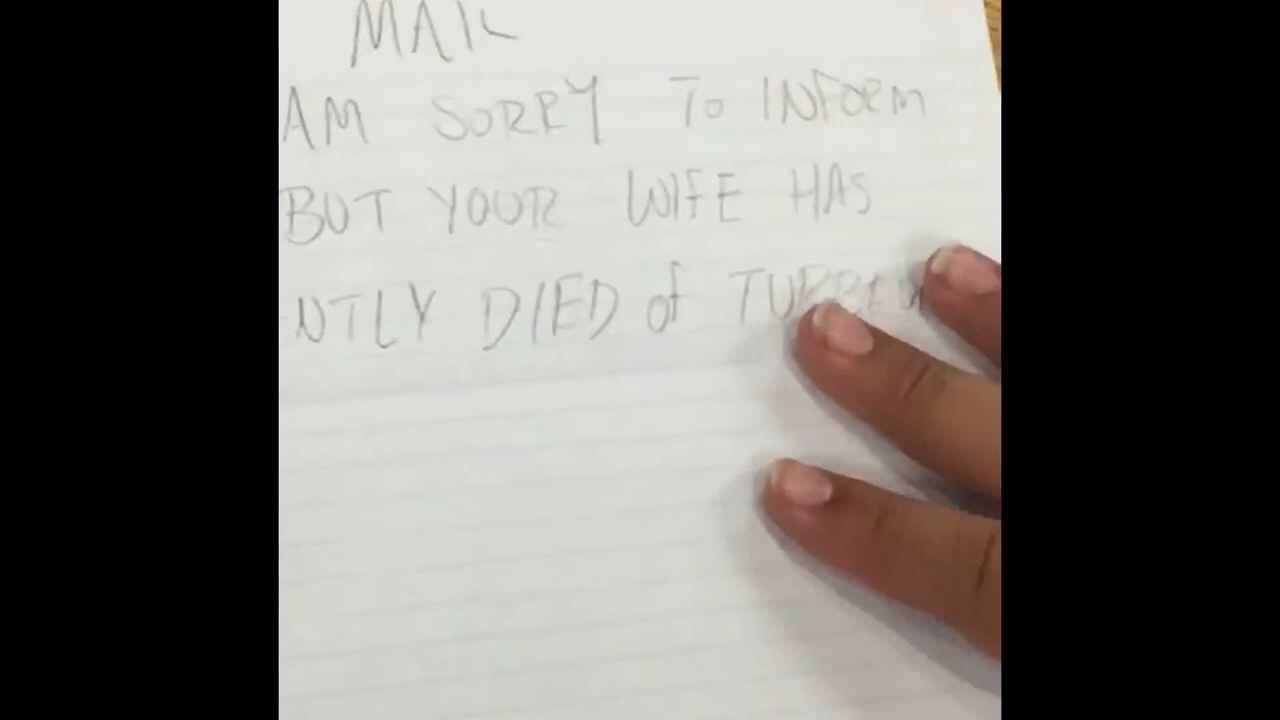 MAIL
AM SORRY TO INFORM
BUT YOUR WIFE HAS
NTLY DIED of